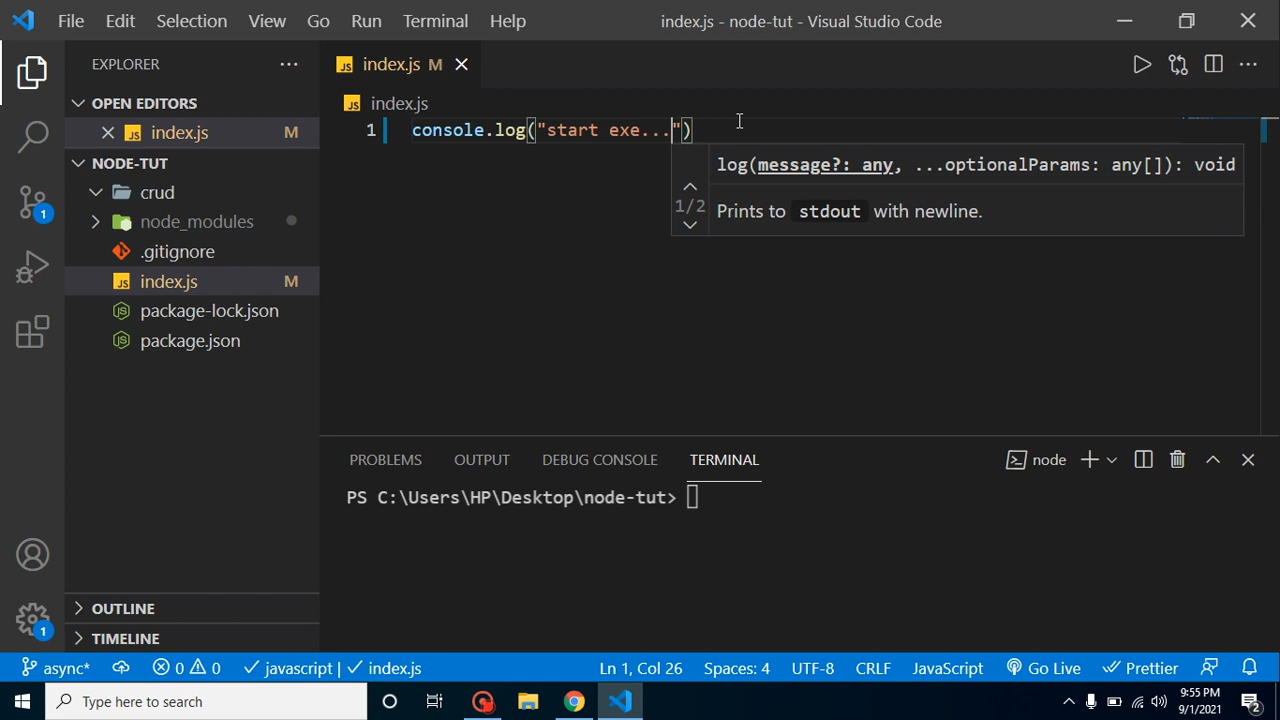 File Edit Selection View Go Run Terminal Help index.js - node-tut - Visual Studio Code
EXPLORER
OPEN EDITORS
index.js M
NODE-TUT
crud
node_modules
.gitignore
index.js M
package-lock.json
package.json
OUTLINE
TIMELINE
1
1
JS index.js M
JS index.js
1 console.log("start exe...")
log(message?: any, ...optionalParams: any[]): void
1/2
Prints to stdout with newline.
PROBLEMS OUTPUT DEBUG CONSOLE TERMINAL node
PS C:\Users\HP\Desktop\node-tut>
async* 0 0 javascript | index.js Ln 1, Col 26 Spaces: 4 UTF-8 CRLF JavaScript Go Live Prettier
Type here to search
9:55 PM
9/1/2021
2